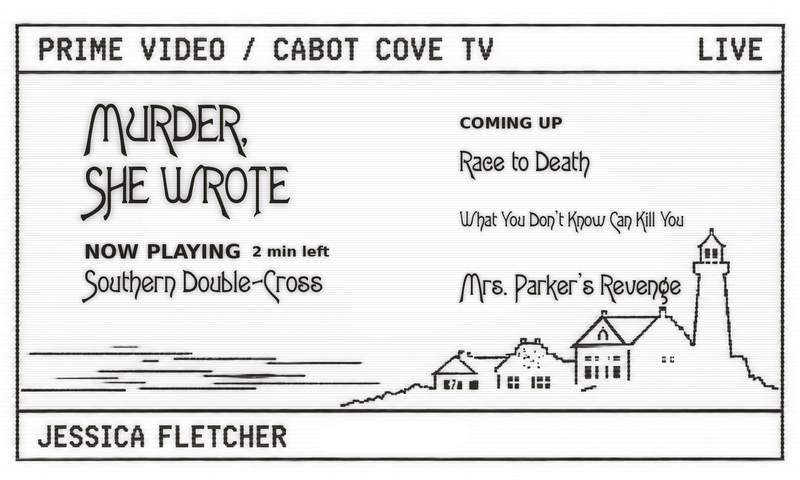 PRIME VIDEO / CABOT COVE TV
LIVE
MURDER,
SHE WROTE
NOW PLAYING 2 min left
Southern Double-Cross
COMING UP
Race to Death
What You Don't Know Can Kill You
Mrs. Parker's Revenge
JESSICA FLETCHER